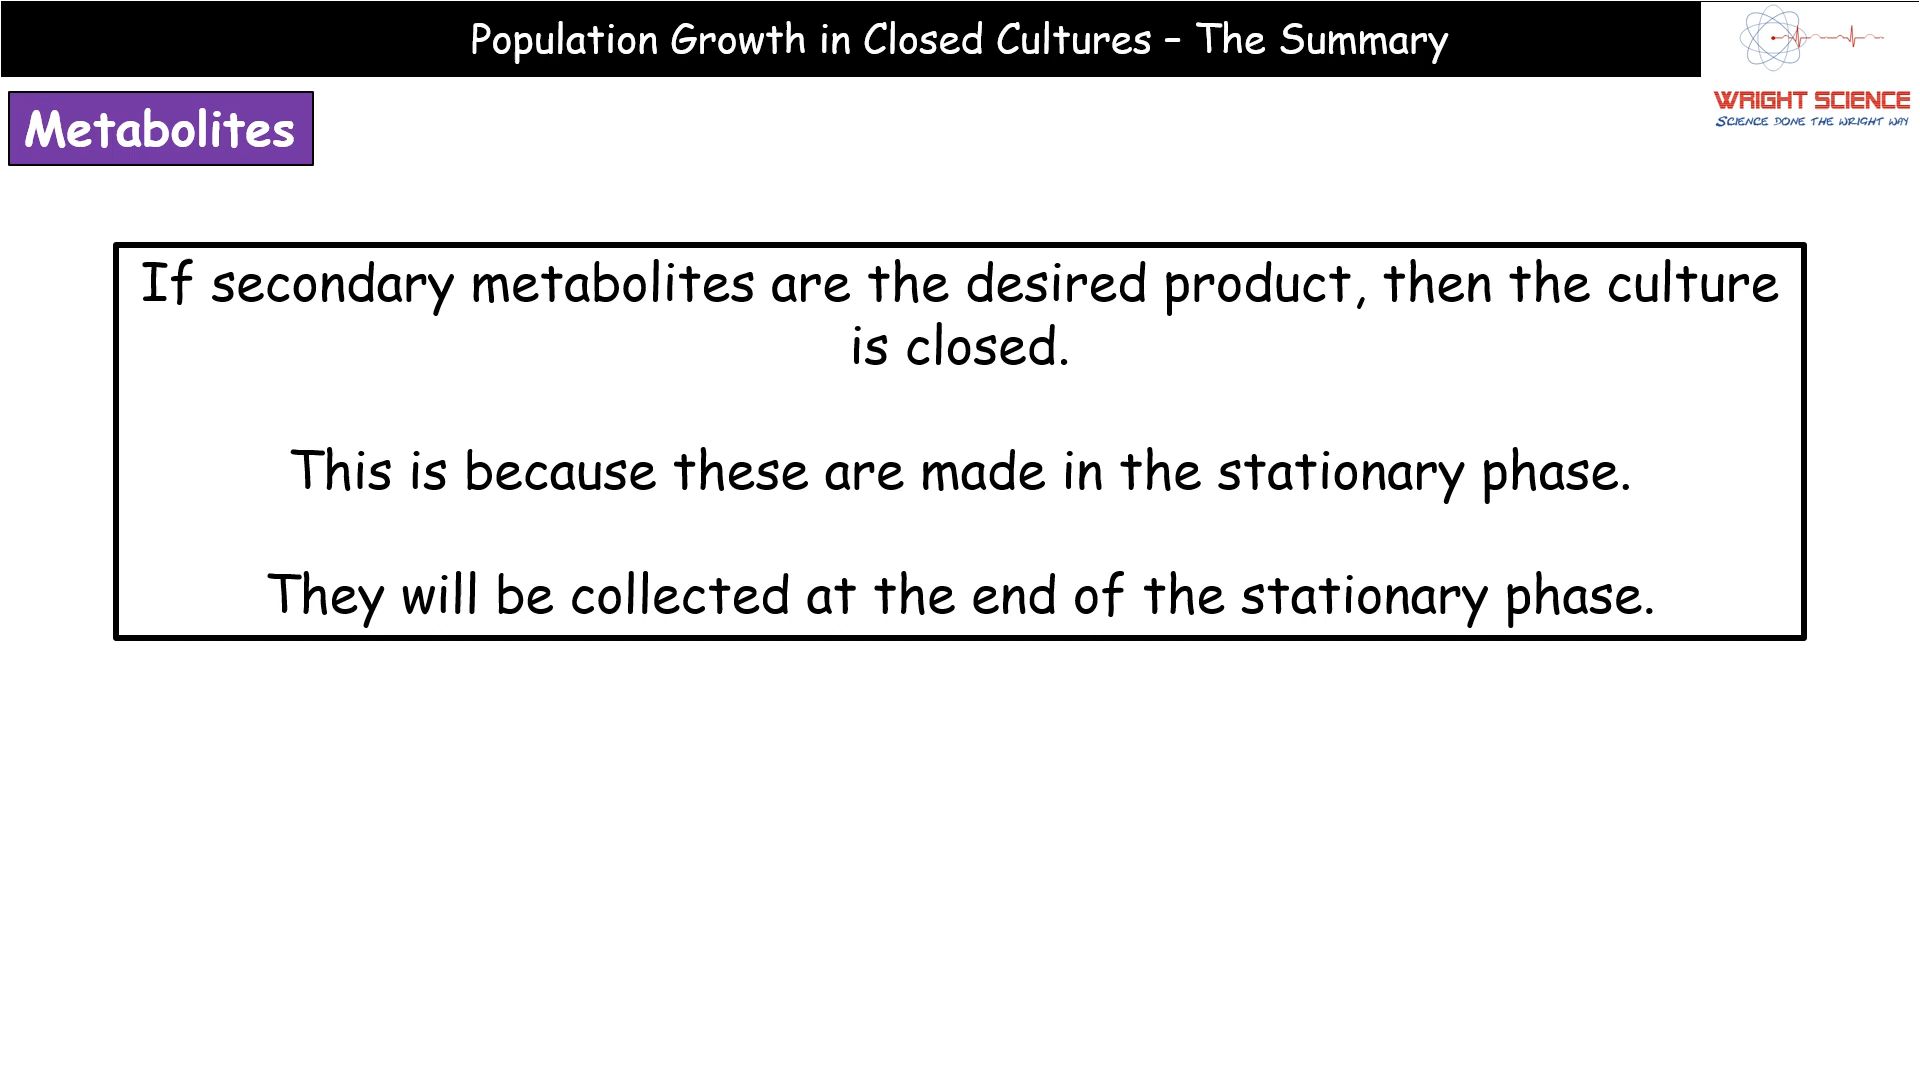 Population Growth in Closed Cultures – The Summary
WRIGHT SCIENCE
SCIENCE DONE THE WRIGHT WAY
Metabolites
If secondary metabolites are the desired product, then the culture
is closed.
This is because these are made in the stationary phase.
They will be collected at the end of the stationary phase.